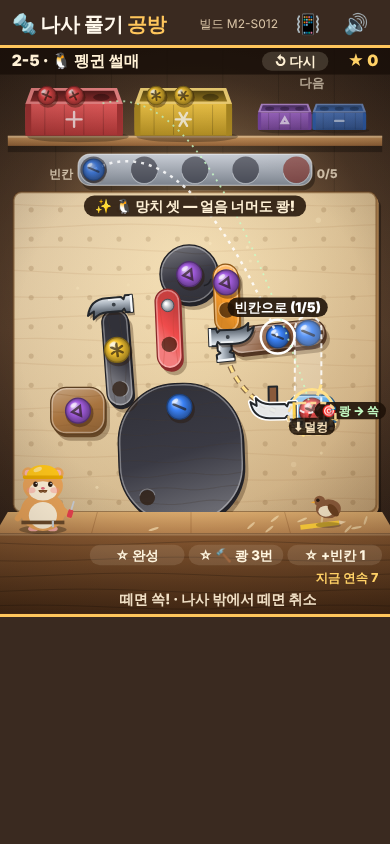 🔩 나사 풀기 공방
빌드 M2-S012
📳
🔊
2-5 · 🐧 펭귄 썰매
↺ 다시
★ 0
다음
빈칸
0/5
✨ 🐧 망치 셋 — 얼음 너머도 쾅!
빈칸으로 (1/5)
🎯 쾅 → 쏙
⬇ 덜컹
☆ 완성
☆ 🔨 쾅 3번
☆ +빈칸 1
지금 연속 7
떼면 쏙! · 나사 밖에서 떼면 취소